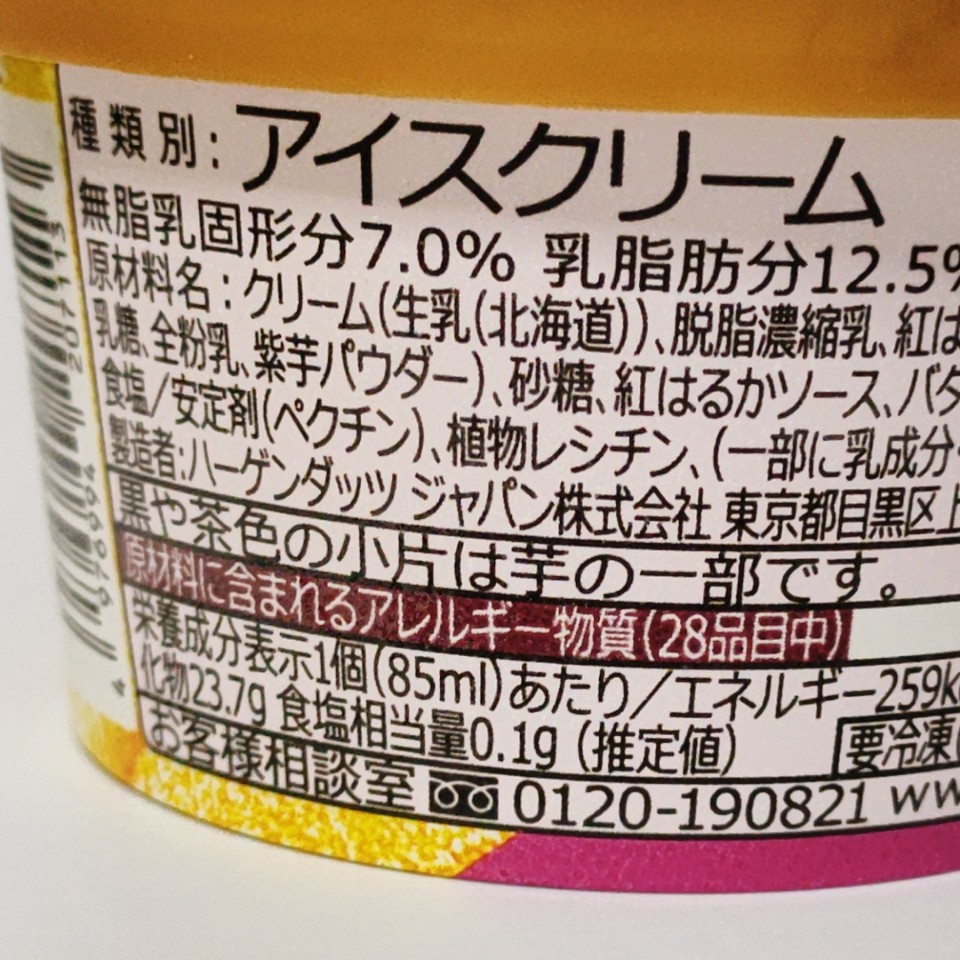 種類別：アイスクリーム
無脂乳固形分7.0% 乳脂肪分12.5%
原材料名：クリーム(生乳(北海道))、脱脂濃縮乳、紅は
乳糖、全粉乳、紫芋パウダー)、砂糖、紅はるかソース、バタ
食塩/安定剤(ペクチン)、植物レシチン、(一部に乳成分・
製造者:ハーゲンダッツ ジャパン株式会社 東京都目黒区上
黒や茶色の小片は芋の一部です。
原材料に含まれるアレルギー物質(28品目中)
栄養成分表示1個(85ml)あたり/エネルギー259k
化物23.7g 食塩相当量0.1g (推定値)
要冷凍(
お客様相談室 0120-190821 ww
207113
976994
4